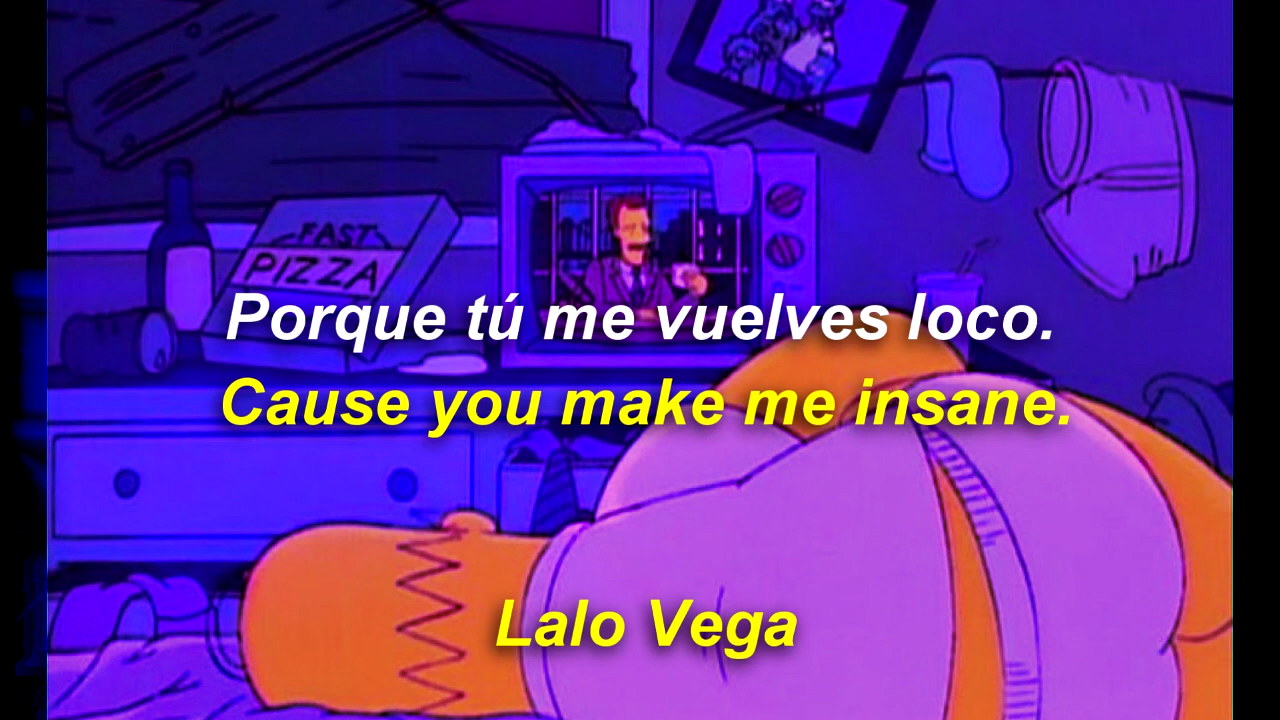 FAST
PIZZA
Porque tú me vuelves loco.
Cause you make me insane.
Lalo Vega